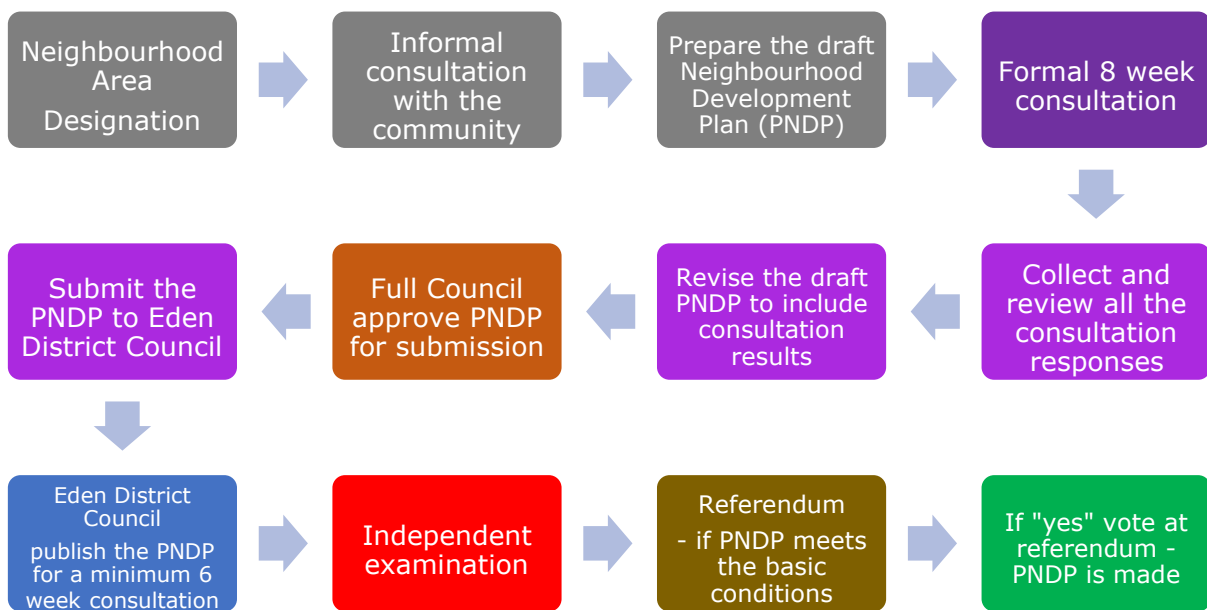 Neighbourhood
Area
Designation
Informal
consultation
with the
community
Prepare the draft
Neighbourhood
Development
Plan (PNDP)
Formal 8 week
consultation
Collect and
review all the
consultation
responses
Revise the draft
PNDP to include
consultation
results
Full Council
approve PNDP
for submission
Submit the
PNDP to Eden
District Council
Eden District
Council
publish the PNDP
for a minimum 6
week consultation
Independent
examination
Referendum
- if PNDP meets
the basic
conditions
If "yes" vote at
referendum -
PNDP is made